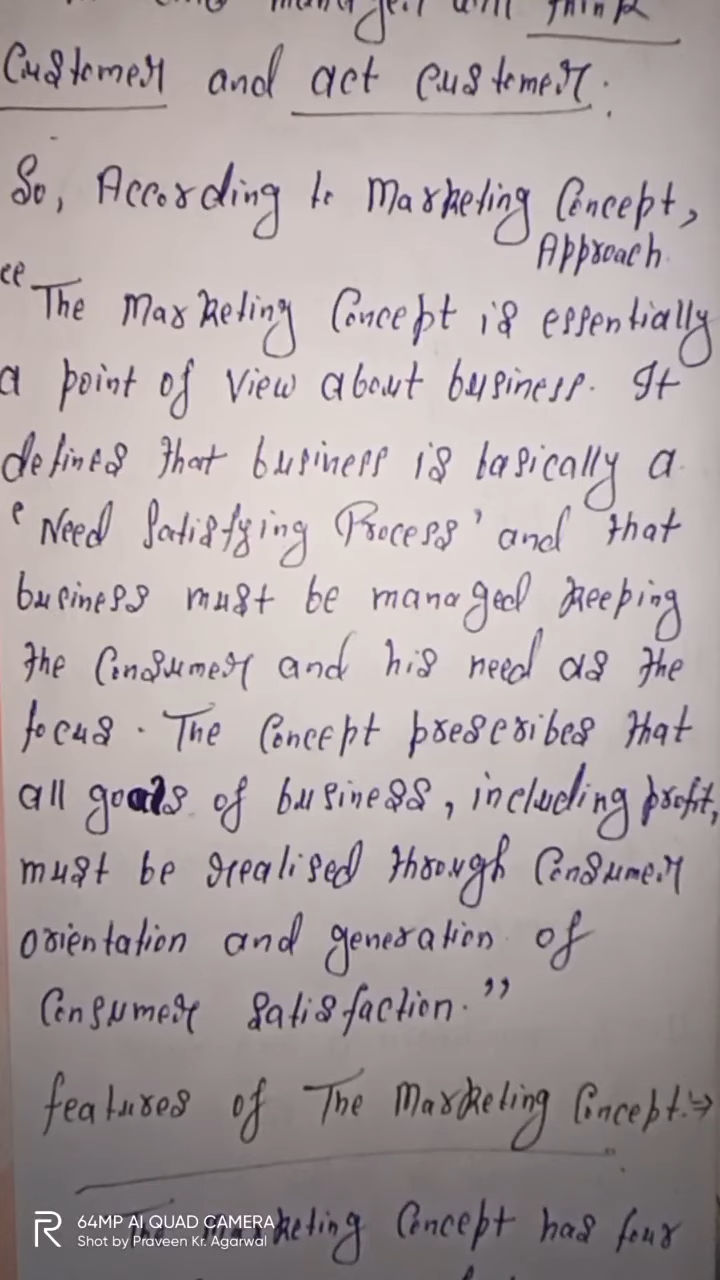 think
Customer and act customer.
So, According to Marketing Concept,
Approach
"The Marketing Concept is essentially
a point of view about business. It
defines that business is basically a
'Need Satisfying Process' and that
business must be managed keeping
the Consumer and his need as the
focus. The Concept prescribes that
all goals of business, including profit,
must be realised through Consumer
orientation and generation of
Consumer Satisfaction."
features of The Marketing Concept:→
The Marketing Concept has four
64MP AI QUAD CAMERA
Shot by Praveen Kr. Agarwal